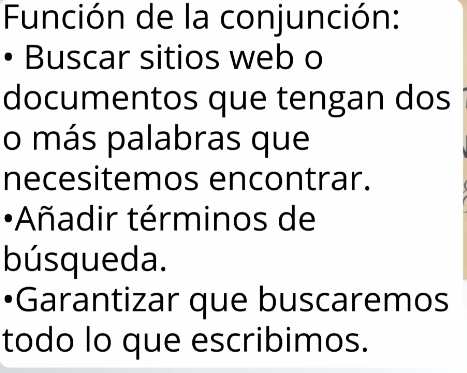 Función de la conjunción:
• Buscar sitios web o
documentos que tengan dos
o más palabras que
necesitemos encontrar.
•Añadir términos de
búsqueda.
•Garantizar que buscaremos
todo lo que escribimos.